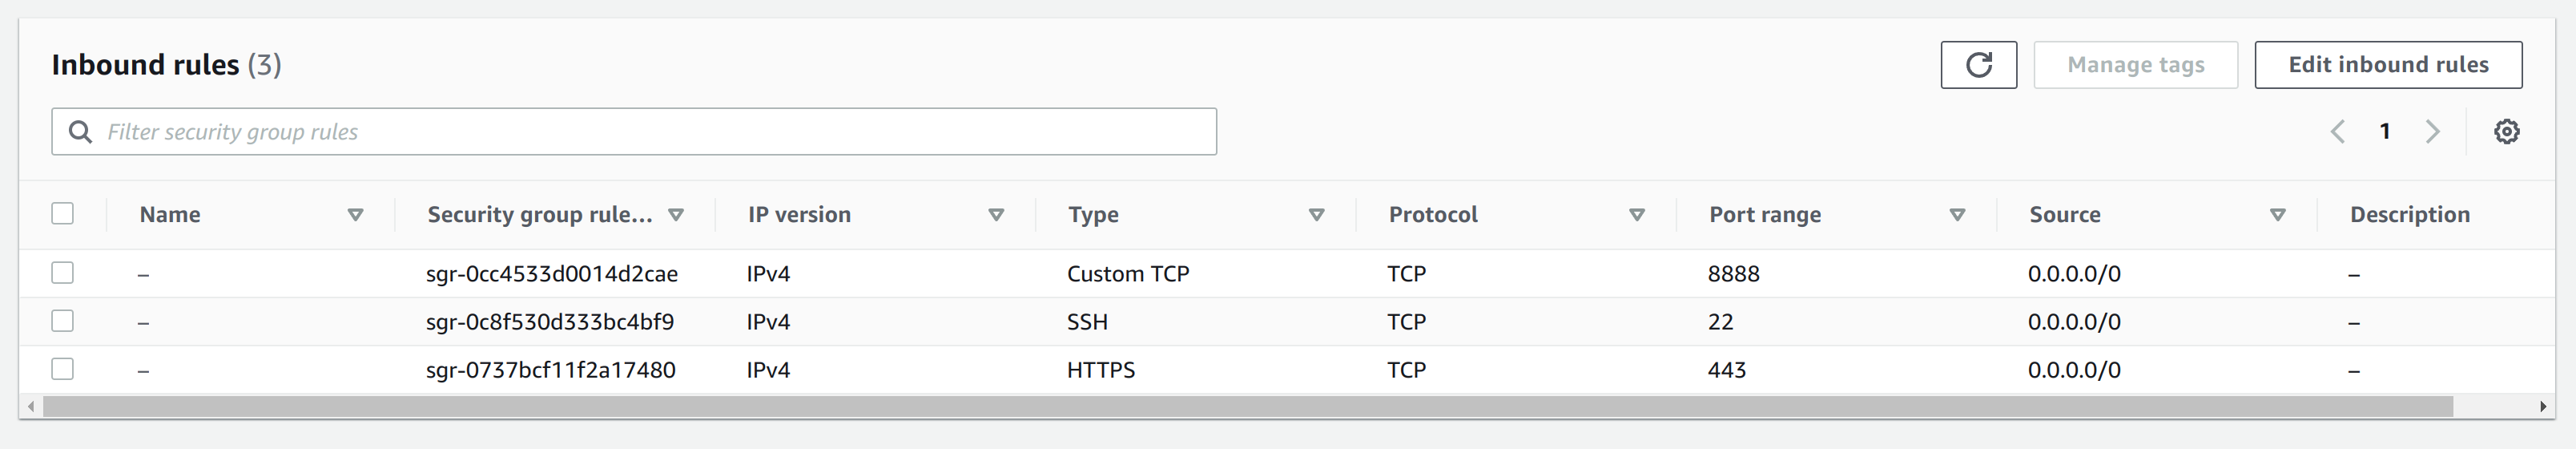 Inbound rules (3)
Manage tags
Edit inbound rules
Filter security group rules
1
Name Security group rule... IP version Type Protocol Port range Source Description
– sgr-0cc4533d0014d2cae IPv4 Custom TCP TCP 8888 0.0.0.0/0 –
– sgr-0c8f530d333bc4bf9 IPv4 SSH TCP 22 0.0.0.0/0 –
– sgr-0737bcf11f2a17480 IPv4 HTTPS TCP 443 0.0.0.0/0 –